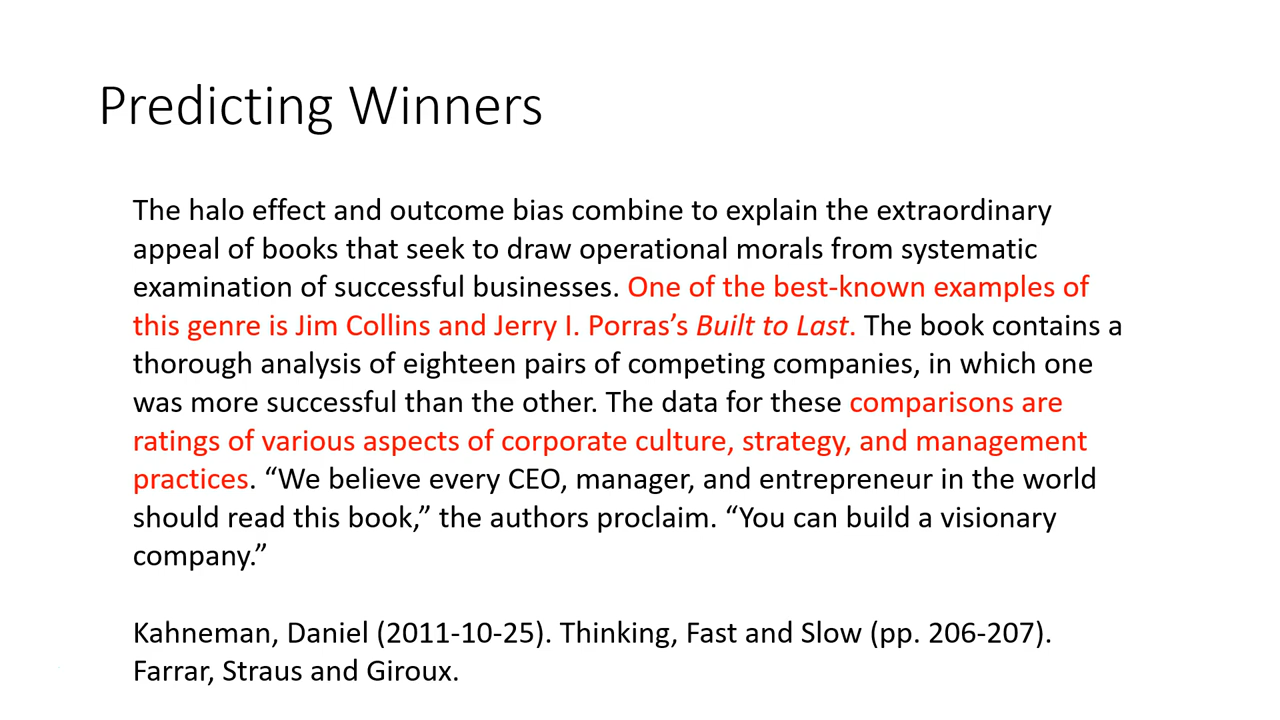 Predicting Winners
The halo effect and outcome bias combine to explain the extraordinary
appeal of books that seek to draw operational morals from systematic
examination of successful businesses. One of the best-known examples of
this genre is Jim Collins and Jerry I. Porras’s Built to Last. The book contains a
thorough analysis of eighteen pairs of competing companies, in which one
was more successful than the other. The data for these comparisons are
ratings of various aspects of corporate culture, strategy, and management
practices. “We believe every CEO, manager, and entrepreneur in the world
should read this book,” the authors proclaim. “You can build a visionary
company.”
Kahneman, Daniel (2011-10-25). Thinking, Fast and Slow (pp. 206-207).
Farrar, Straus and Giroux.